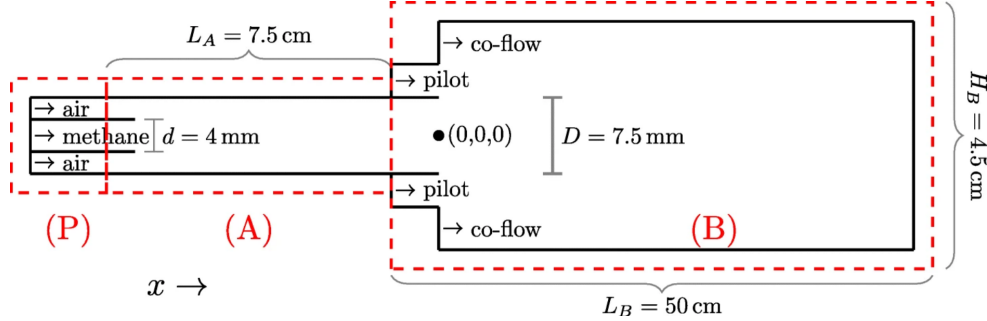 L_A = 7.5 cm
→ co-flow
→ pilot
→ air
→ methane
d = 4 mm
(0,0,0)
D = 7.5 mm
H_B = 4.5 cm
→ air
→ pilot
(P)
(A)
→ co-flow
(B)
x →
L_B = 50 cm